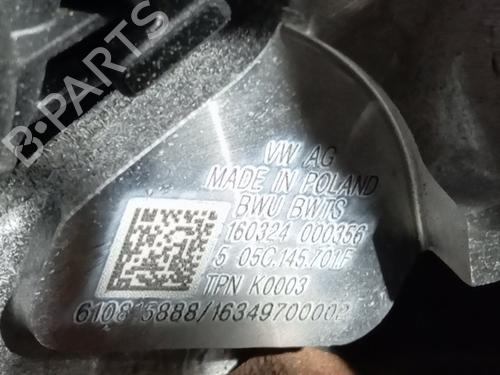 B-PARTS
VW AG
MADE IN POLAND
BWU BWTS
160324 000356
5 05C.145.701F
TPN K0003
610815888/16349700002